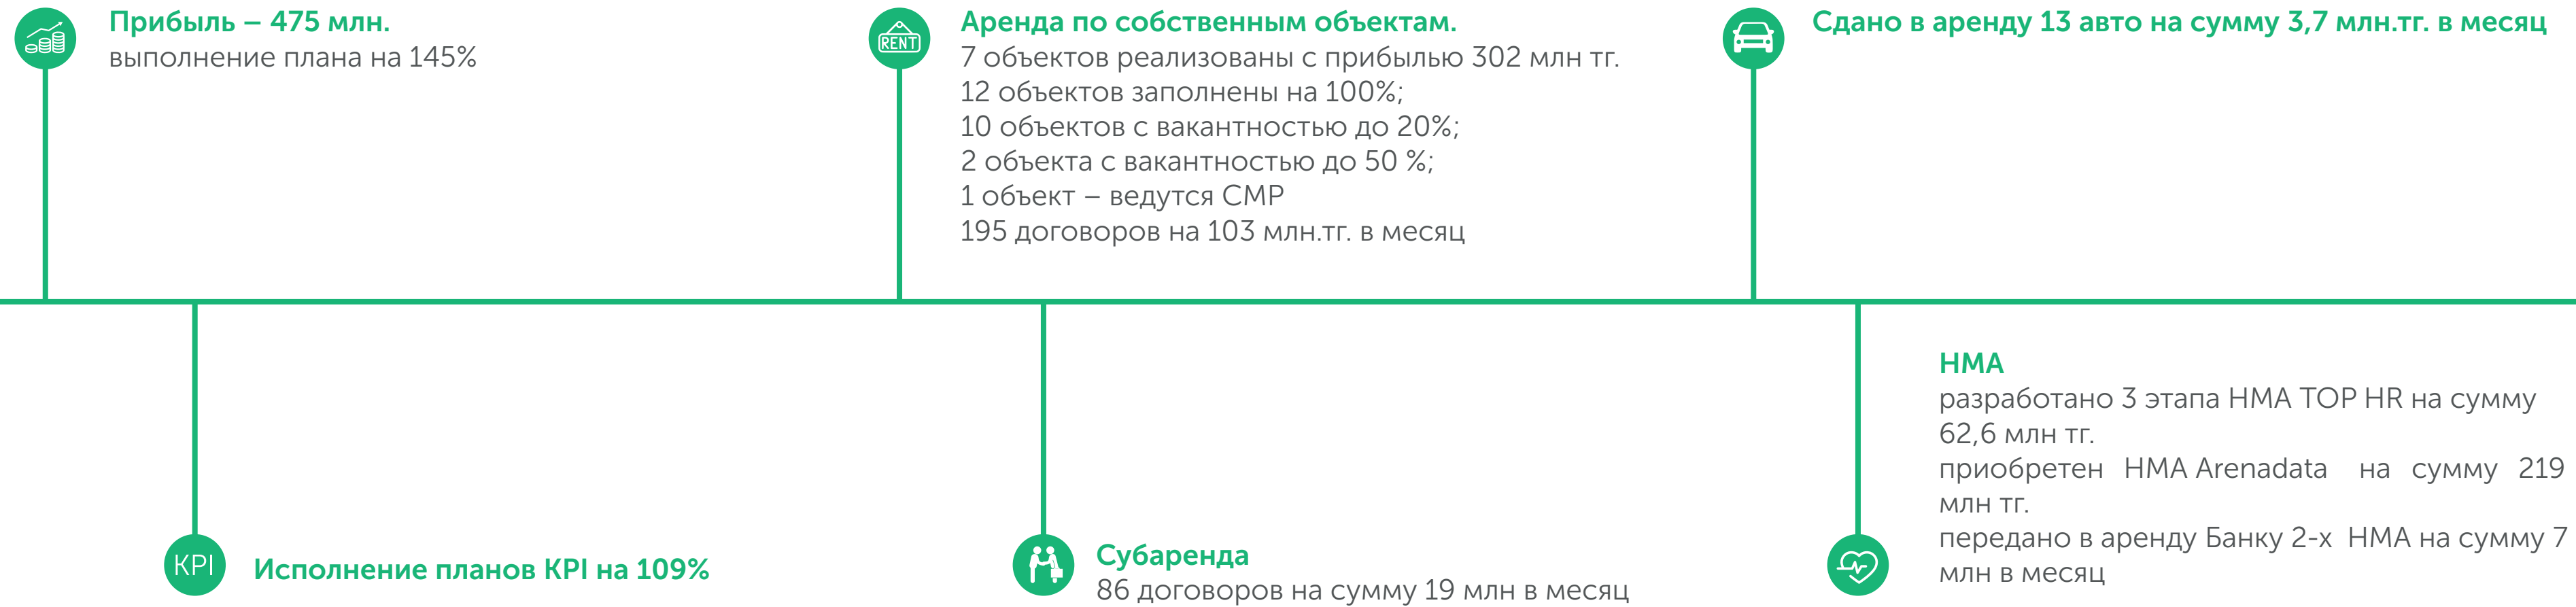 Прибыль – 475 млн.
выполнение плана на 145%
RENT
Аренда по собственным объектам.
7 объектов реализованы с прибылью 302 млн тг.
12 объектов заполнены на 100%;
10 объектов с вакантностью до 20%;
2 объекта с вакантностью до 50 %;
1 объект – ведутся СМР
195 договоров на 103 млн.тг. в месяц
Сдано в аренду 13 авто на сумму 3,7 млн.тг. в месяц
KPI
Исполнение планов KPI на 109%
Субаренда
86 договоров на сумму 19 млн в месяц
НМА
разработано 3 этапа НМА TOP HR на сумму
62,6 млн тг.
приобретен НМА Arenadata на сумму 219
млн тг.
передано в аренду Банку 2-х НМА на сумму 7
млн в месяц